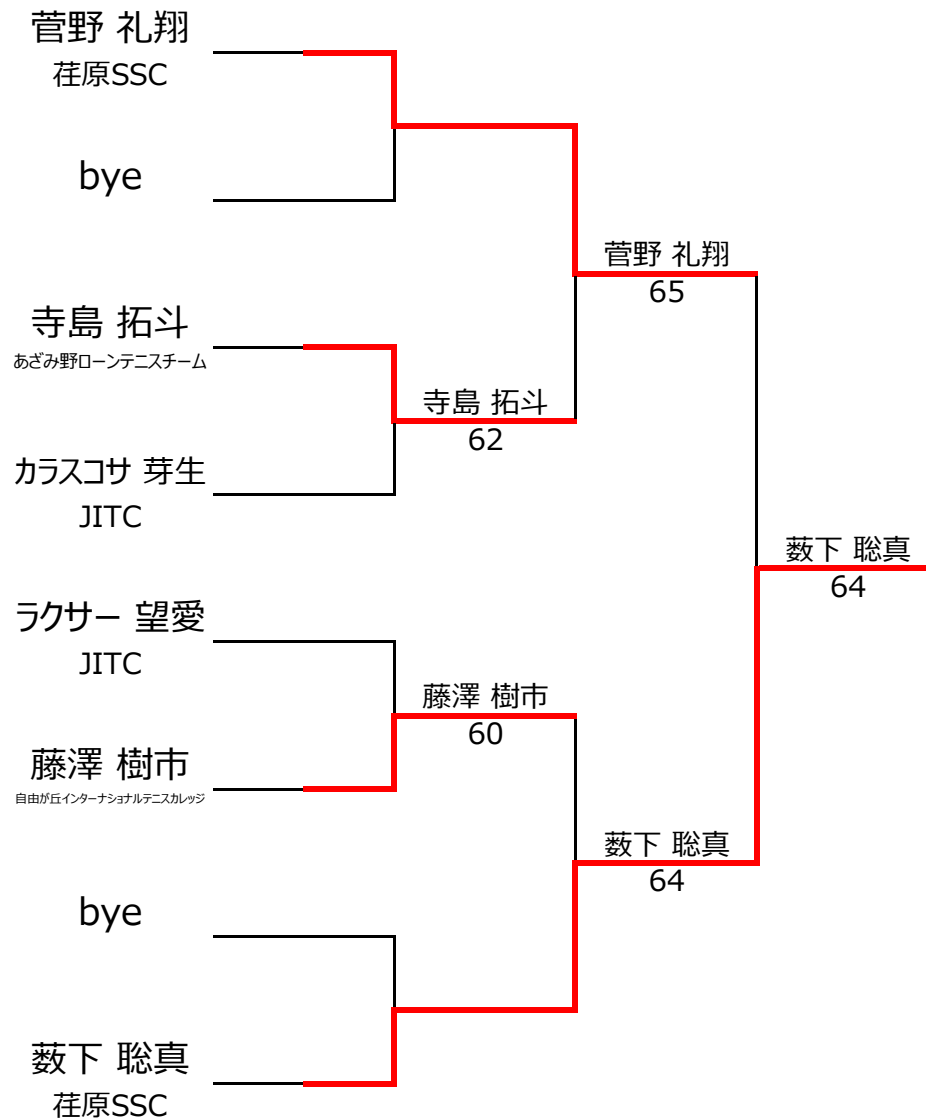 菅野 礼翔
荏原SSC
bye
菅野 礼翔
65
寺島 拓斗
あざみ野ローンテニスチーム
寺島 拓斗
62
カラスコサ 芽生
JITC
薮下 聡真
64
ラクサー 望愛
JITC
藤澤 樹市
60
藤澤 樹市
自由が丘インターナショナルテニスカレッジ
薮下 聡真
64
bye
薮下 聡真
荏原SSC